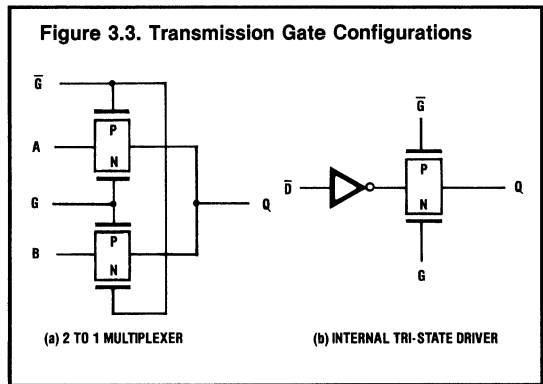 Figure 3.3. Transmission Gate Configurations
G̅
P
A
N
G
Q
P
B
N
(a) 2 TO 1 MULTIPLEXER
G̅
P
D̅
Q
N
G
(b) INTERNAL TRI-STATE DRIVER